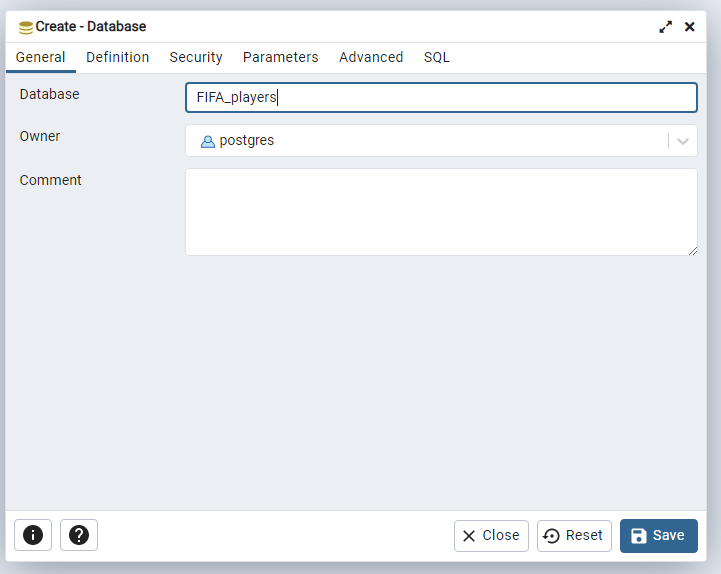 Create - Database
General Definition Security Parameters Advanced SQL
Database FIFA_players
Owner postgres
Comment
Close Reset Save